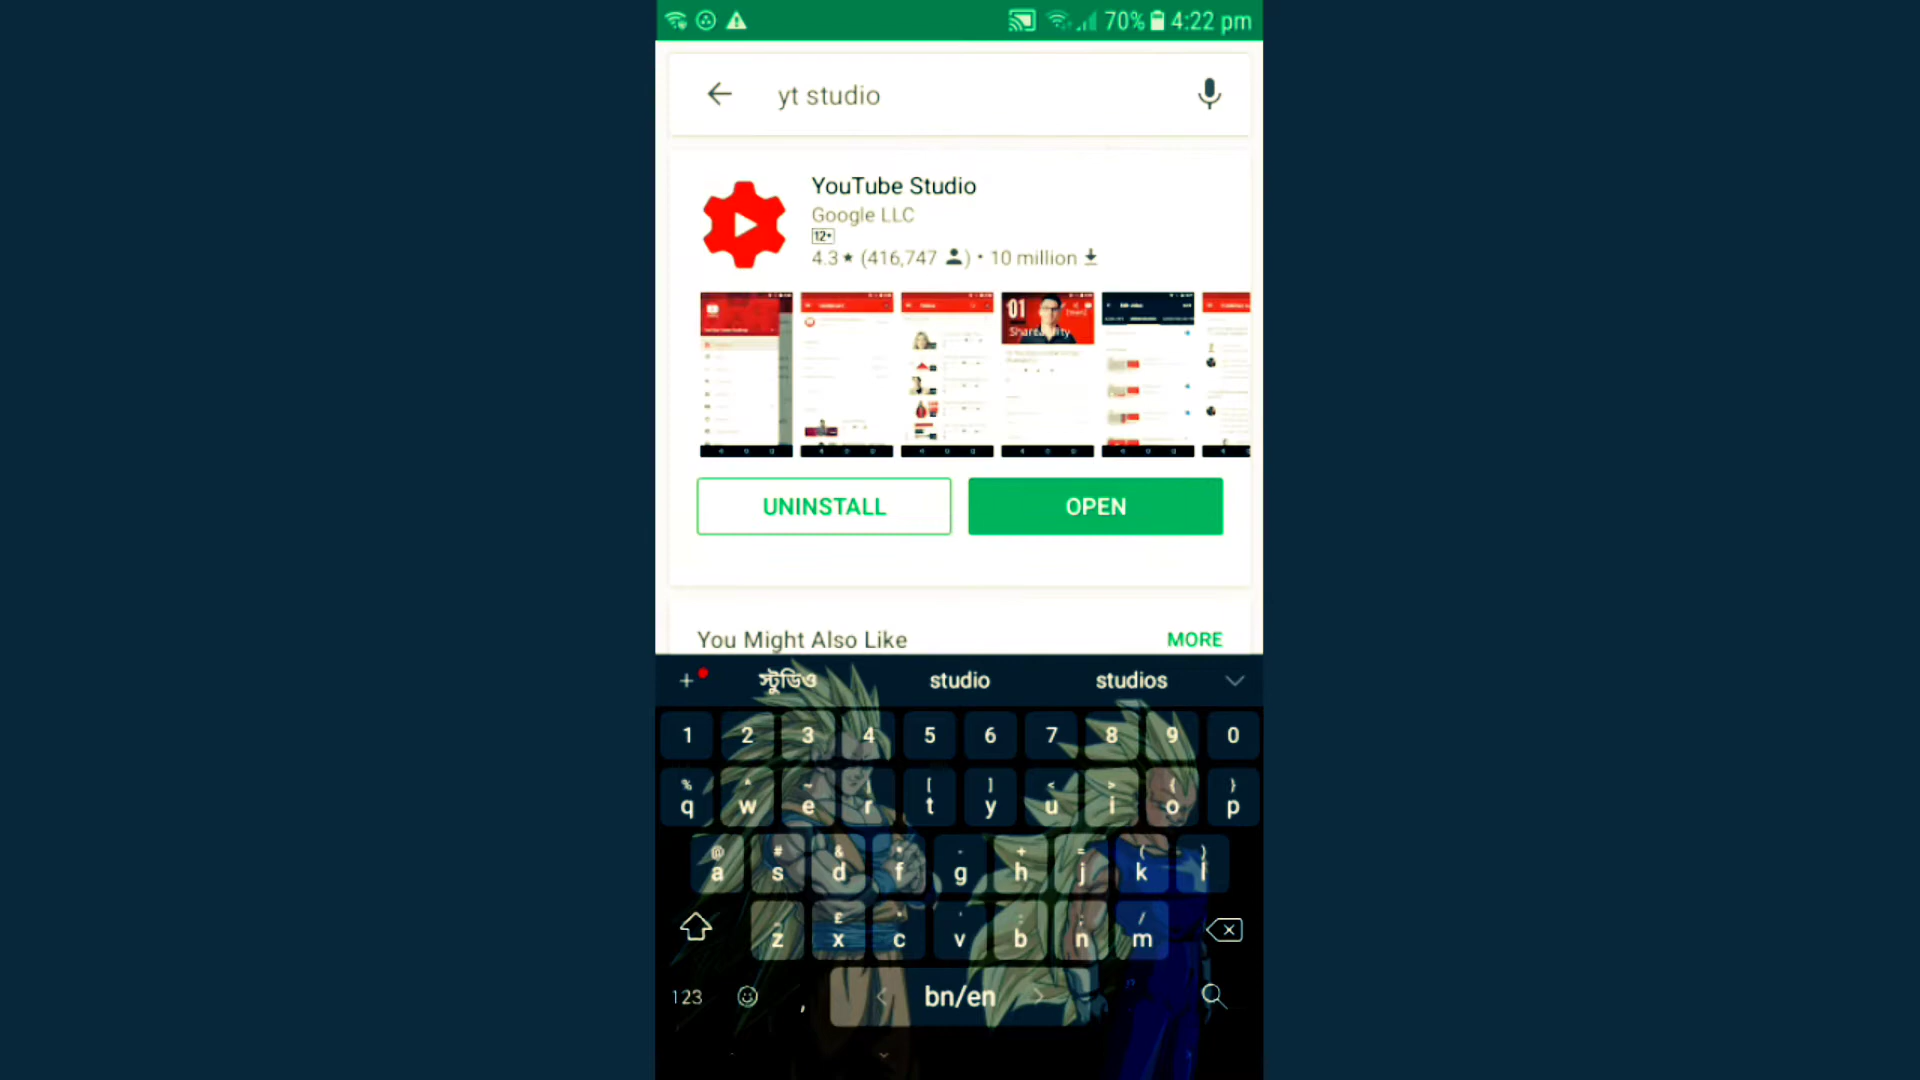 70% 4:22 pm
yt studio
YouTube Studio
Google LLC
12+
4.3 ★ (416,747 ) • 10 million
01
UNINSTALL OPEN
You Might Also Like MORE
+ স্টুডিও studio studios
1 2 3 4 5 6 7 8 9 0
% ^ ~ | [ ] < > { }
q w e r t y u i o p
@ # & * - + = ( )
a s d f g h j k l
z x c v b n m
123 , < bn/en >